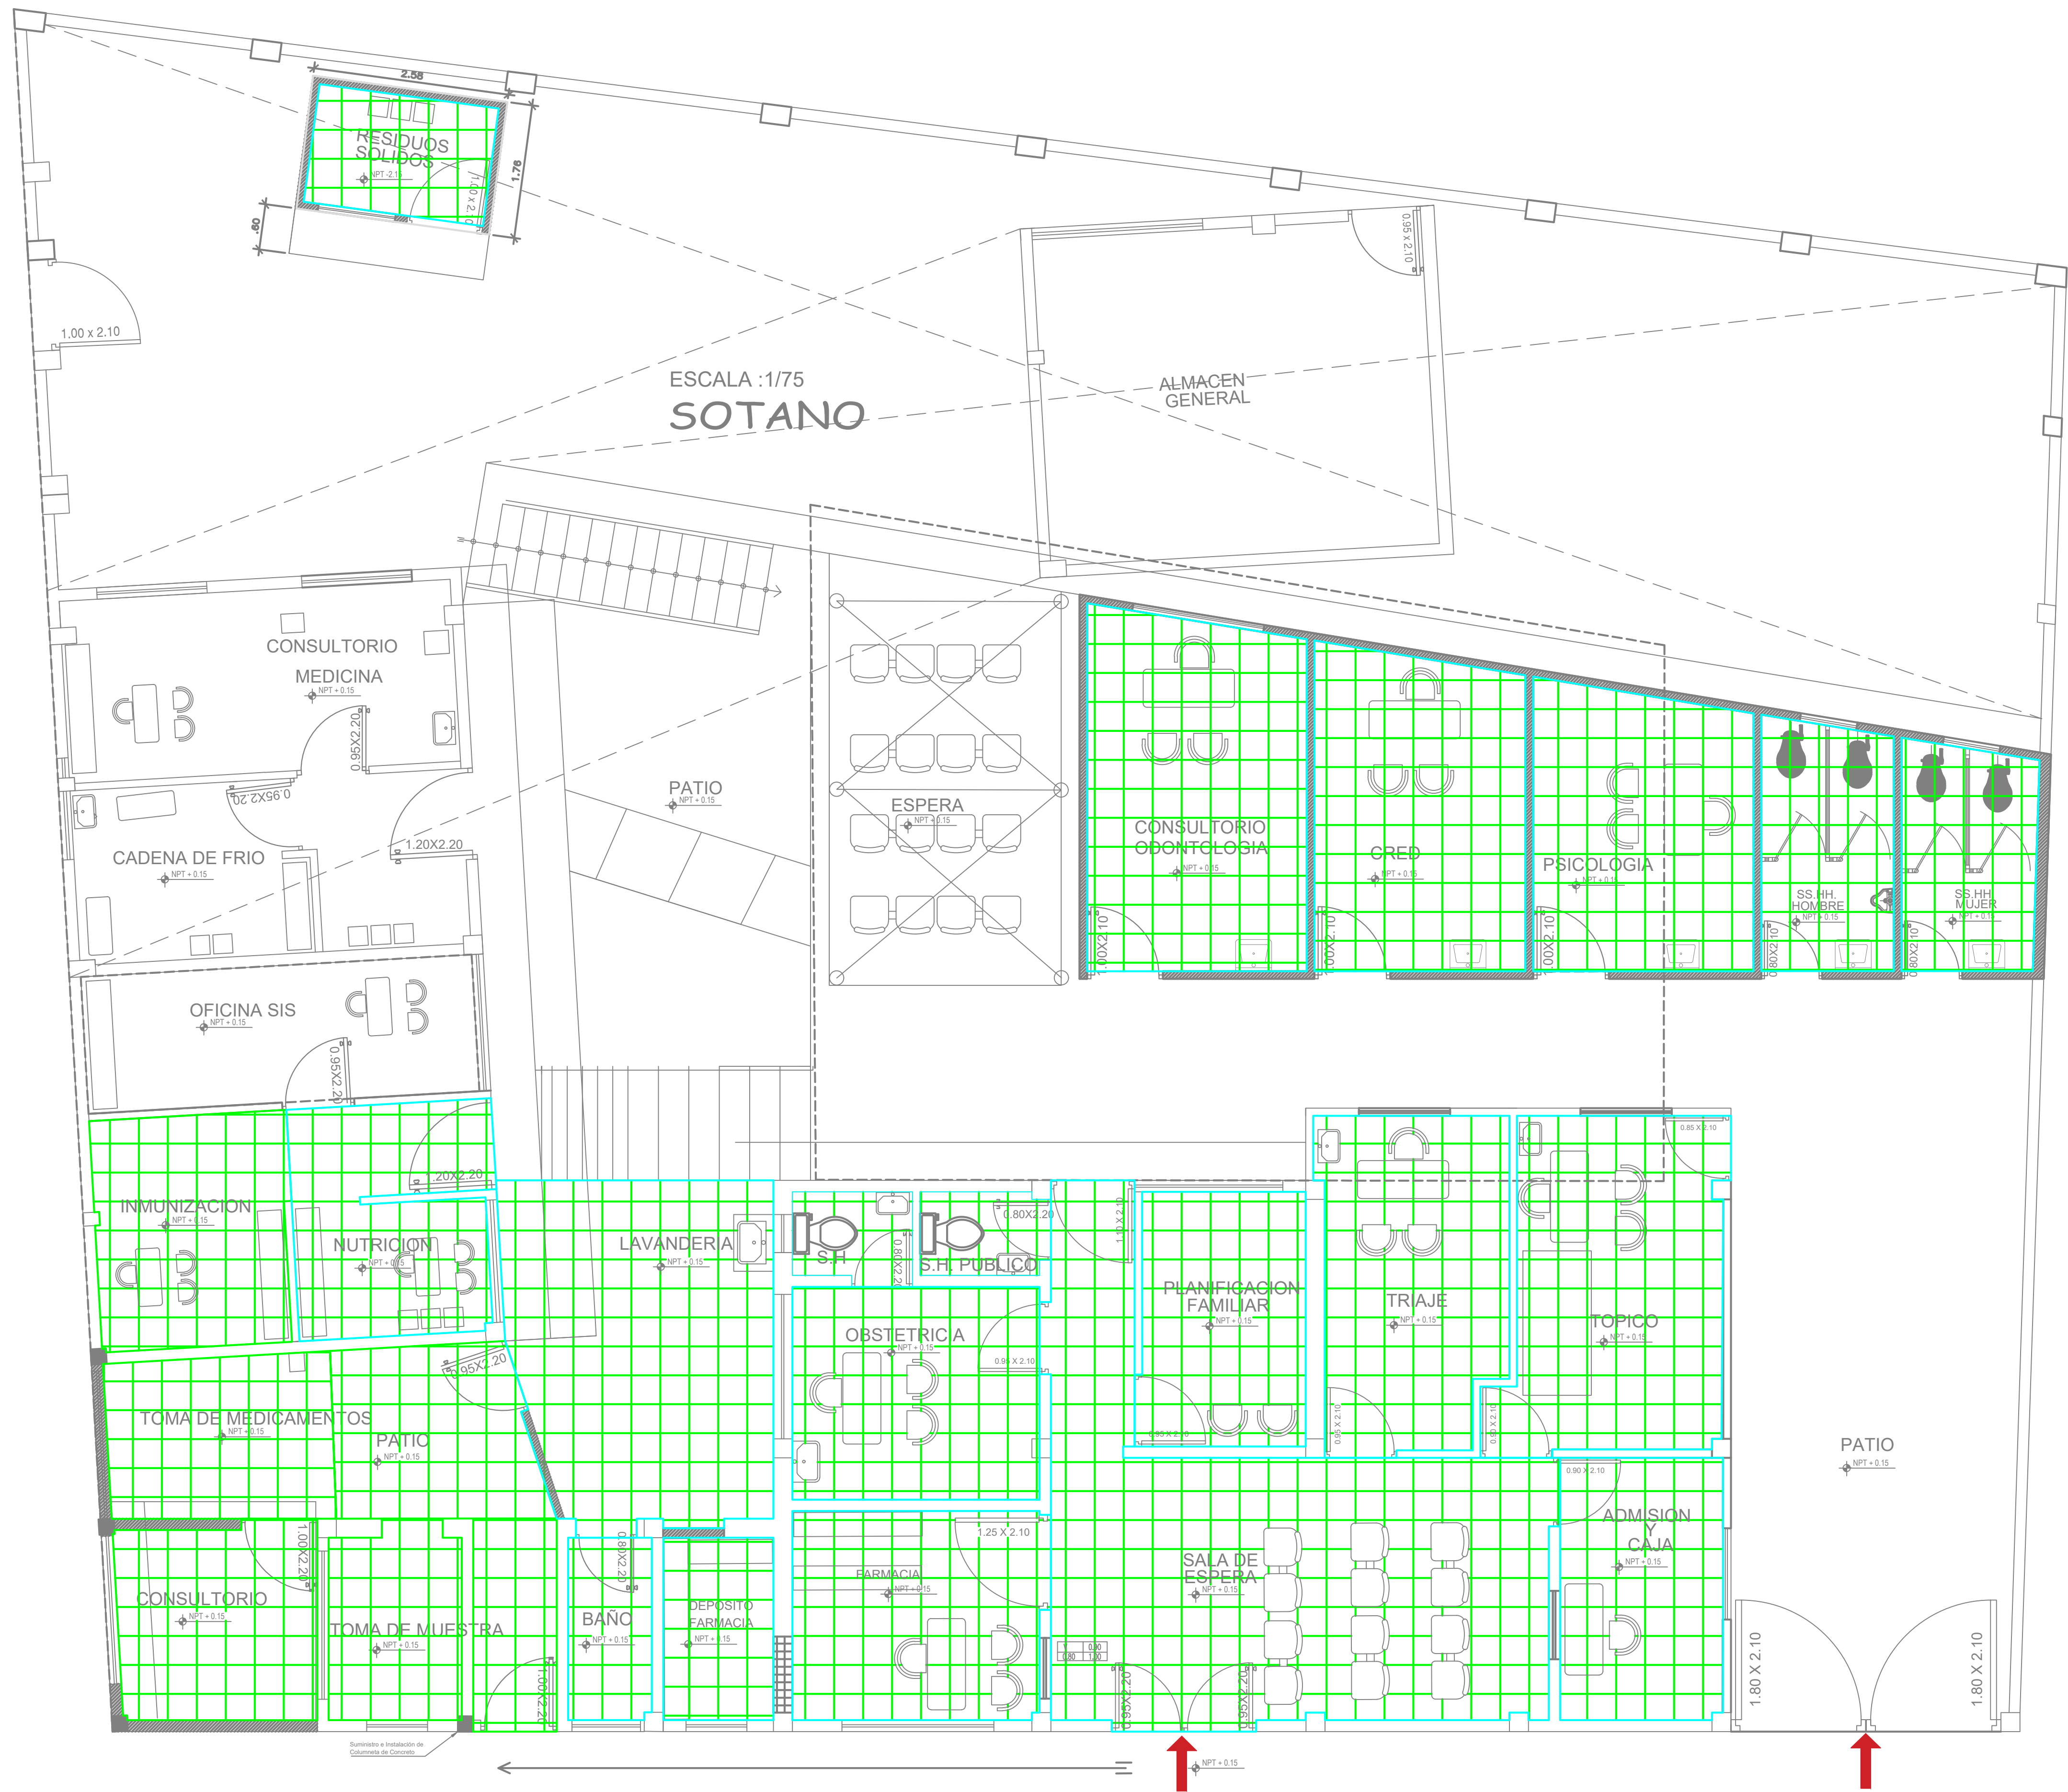 2.58
RESIDUOS
SOLIDOS
NPT -2.15
1.00 x 2.10
1.76
.60
0.95 x 2.10
1.00 x 2.10
ESCALA :1/75
SOTANO
ALMACEN
GENERAL
CONSULTORIO
MEDICINA
NPT + 0.15
0.95X2.20
0.95X2.20
CADENA DE FRIO
NPT + 0.15
1.20X2.20
PATIO
NPT + 0.15
ESPERA
NPT + 0.15
CONSULTORIO
ODONTOLOGIA
NPT + 0.15
1.00X2.10
CRED
NPT + 0.15
1.00X2.10
PSICOLOGIA
NPT + 0.15
1.00X2.10
SS.HH.
HOMBRE
NPT + 0.15
0.80X2.10
SS.HH.
MUJER
NPT + 0.15
0.80X2.10
OFICINA SIS
NPT + 0.15
0.95X2.20
INMUNIZACION
NPT + 0.15
.20X2.20
NUTRICION
NPT + 0.15
LAVANDERIA
NPT + 0.15
S.H
0.80X2.20
S.H. PUBLICO
0.80X2.20
1.10 X 2.10
PLANIFICACION
FAMILIAR
NPT + 0.15
0.95 X 2.10
TRIAJE
NPT + 0.15
0.95 X 2.10
0.85 X 2.10
TOPICO
NPT + 0.15
0.90 X 2.10
OBSTETRICIA
NPT + 0.15
0.95 X 2.10
0.95X2.20
TOMA DE MEDICAMENTOS
NPT + 0.15
PATIO
NPT + 0.15
PATIO
NPT + 0.15
1.00X2.20
CONSULTORIO
NPT + 0.15
TOMA DE MUESTRA
NPT + 0.15
1.00X2.20
0.80X2.20
BAÑO
NPT + 0.15
DEPOSITO
FARMACIA
NPT + 0.15
1.25 X 2.10
FARMACIA
NPT + 0.15
SALA DE
ESPERA
NPT + 0.15
V 0.90
0.80 1.00
0.95X2.20
0.95X2.20
0.90 X 2.10
ADMISION
Y
CAJA
NPT + 0.15
1.80 X 2.10
1.80 X 2.10
Suministro e Instalación de
Columneta de Concreto
NPT + 0.15